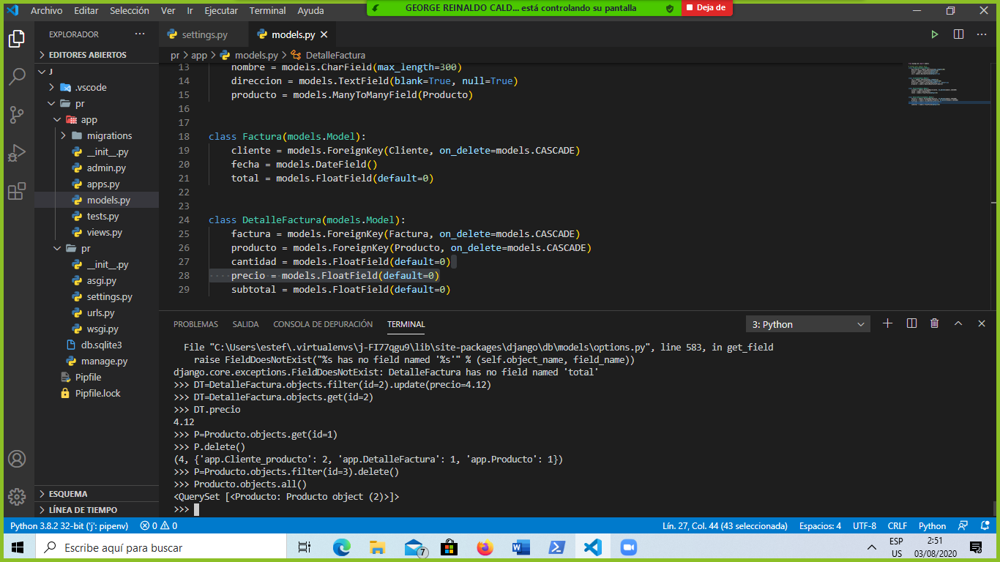 Archivo Editar Selección Ver Ir Ejecutar Terminal Ayuda
GEORGE REINALDO CALD... está controlando su pantalla
Deja de
EXPLORADOR
EDITORES ABIERTOS
J
.vscode
pr
app
migrations
__init__.py
admin.py
apps.py
models.py
tests.py
views.py
pr
__init__.py
asgi.py
settings.py
urls.py
wsgi.py
db.sqlite3
manage.py
Pipfile
Pipfile.lock
ESQUEMA
LÍNEA DE TIEMPO
settings.py models.py
pr > app > models.py > DetalleFactura
13 nombre = models.CharField(max_length=300)
14 direccion = models.TextField(blank=True, null=True)
15 producto = models.ManyToManyField(Producto)
16
17
18 class Factura(models.Model):
19 cliente = models.ForeignKey(Cliente, on_delete=models.CASCADE)
20 fecha = models.DateField()
21 total = models.FloatField(default=0)
22
23
24 class DetalleFactura(models.Model):
25 factura = models.ForeignKey(Factura, on_delete=models.CASCADE)
26 producto = models.ForeignKey(Producto, on_delete=models.CASCADE)
27 cantidad = models.FloatField(default=0)
28 precio = models.FloatField(default=0)
29 subtotal = models.FloatField(default=0)
PROBLEMAS SALIDA CONSOLA DE DEPURACIÓN TERMINAL
3: Python
File "C:\Users\estef\.virtualenvs\j-FI77qgu9\lib\site-packages\django\db\models\options.py", line 583, in get_field
raise FieldDoesNotExist("%s has no field named '%s'" % (self.object_name, field_name))
django.core.exceptions.FieldDoesNotExist: DetalleFactura has no field named 'total'
>>> DT=DetalleFactura.objects.filter(id=2).update(precio=4.12)
>>> DT=DetalleFactura.objects.get(id=2)
>>> DT.precio
4.12
>>> P=Producto.objects.get(id=1)
>>> P.delete()
(4, {'app.Cliente_producto': 2, 'app.DetalleFactura': 1, 'app.Producto': 1})
>>> P=Producto.objects.filter(id=3).delete()
>>> Producto.objects.all()
<QuerySet [<Producto: Producto object (2)>]>
>>>
Python 3.8.2 32-bit ('j': pipenv) 0 0 Lín. 27, Col. 44 (43 seleccionada) Espacios: 4 UTF-8 CRLF Python
Escribe aquí para buscar
7
ESP
US
2:51
03/08/2020